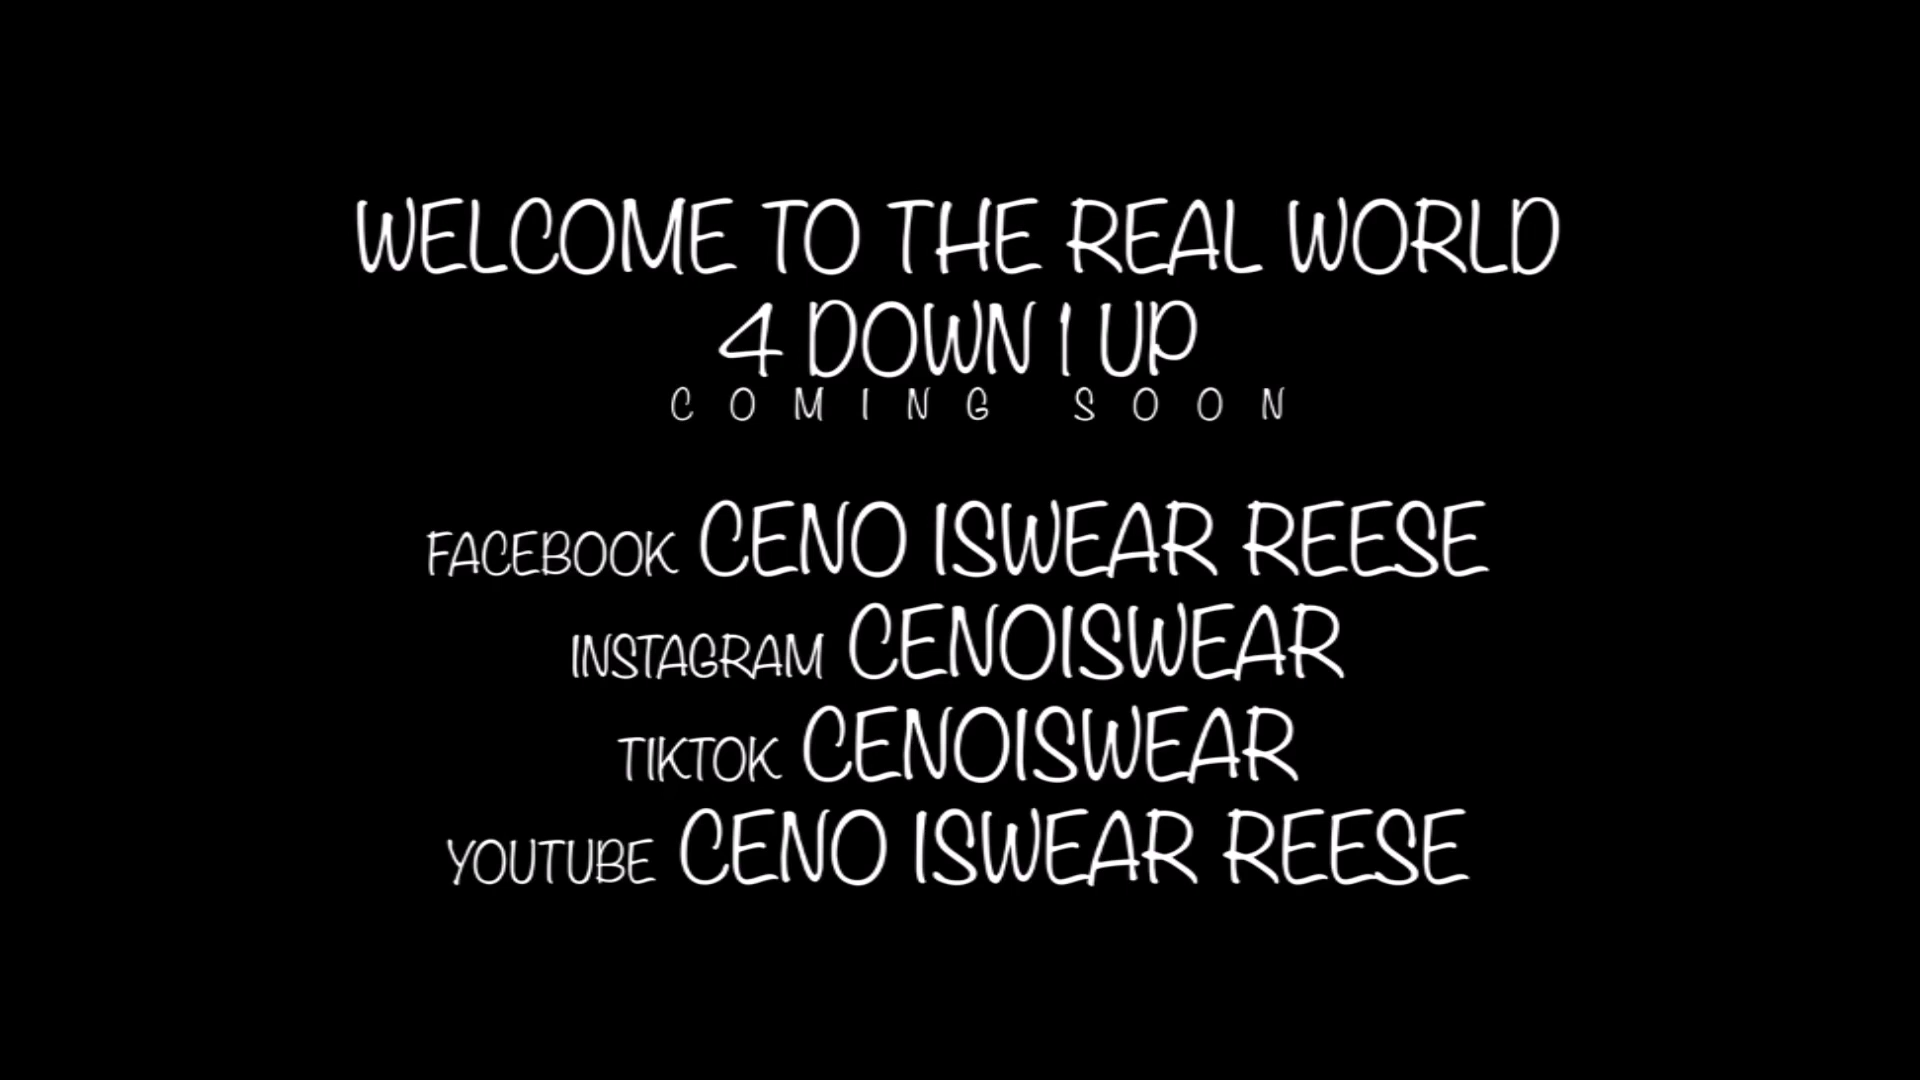 WELCOME TO THE REAL WORLD
4 DOWN 1 UP
COMING SOON
FACEBOOK CENO ISWEAR REESE
INSTAGRAM CENOISWEAR
TIKTOK CENOISWEAR
YOUTUBE CENO ISWEAR REESE